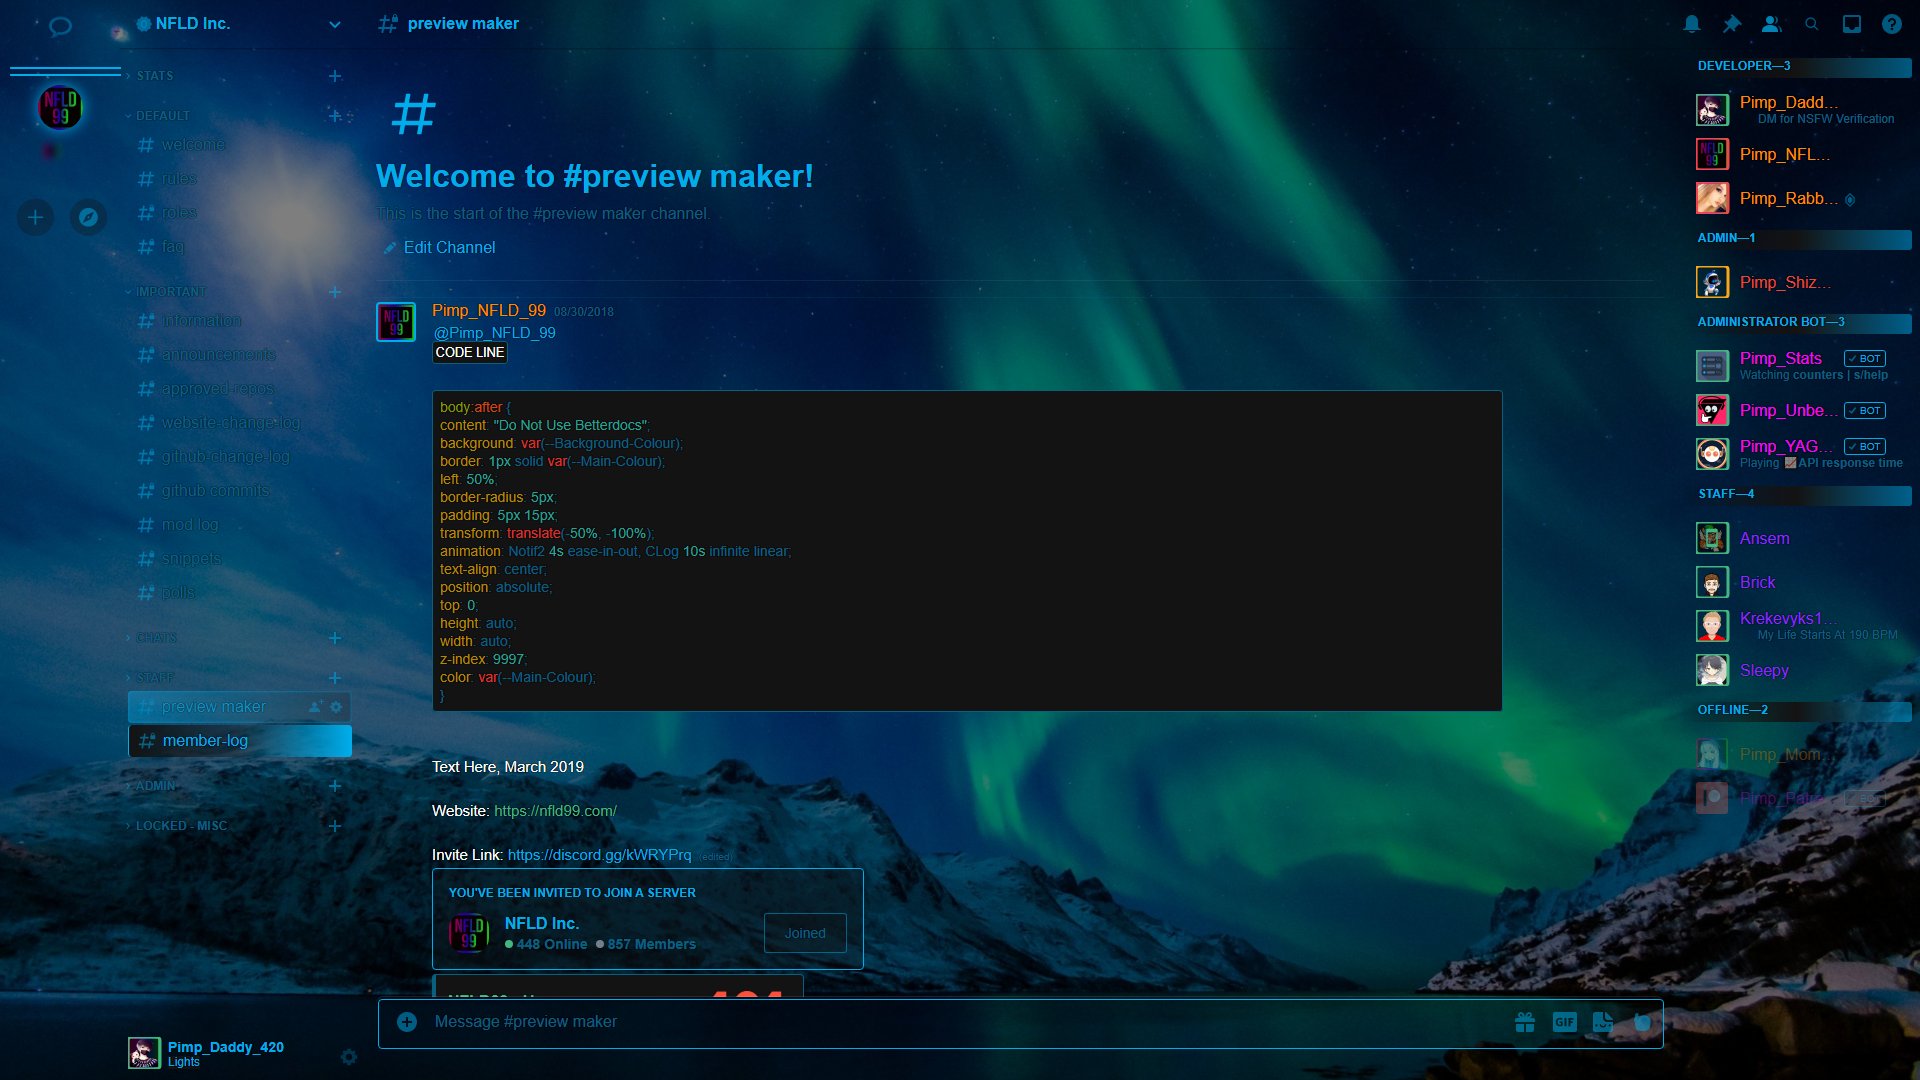 NFLD Inc.
preview maker
STATS
DEFAULT
welcome
rules
roles
faq
IMPORTANT
information
announcements
approved-repos
website-change-log
github-change-log
github commits
mod log
snippets
polls
CHATS
STAFF
preview maker
member-log
ADMIN
LOCKED - MISC
Pimp_Daddy_420
Lights
NFLD
99
Welcome to #preview maker!
This is the start of the #preview maker channel.
Edit Channel
Pimp_NFLD_99 08/30/2018
@Pimp_NFLD_99
CODE LINE
body:after {
content: "Do Not Use Betterdocs";
background: var(--Background-Colour);
border: 1px solid var(--Main-Colour);
left: 50%;
border-radius: 5px;
padding: 5px 15px;
transform: translate(-50%, -100%);
animation: Notif2 4s ease-in-out, CLog 10s infinite linear;
text-align: center;
position: absolute;
top: 0;
height: auto;
width: auto;
z-index: 9997;
color: var(--Main-Colour);
}
Text Here, March 2019
Website: https://nfld99.com/
Invite Link: https://discord.gg/kWRYPrq (edited)
YOU'VE BEEN INVITED TO JOIN A SERVER
NFLD Inc.
448 Online 857 Members
Joined
Message #preview maker
GIF
DEVELOPER—3
Pimp_Dadd...
DM for NSFW Verification
Pimp_NFL...
Pimp_Rabb...
ADMIN—1
Pimp_Shiz...
ADMINISTRATOR BOT—3
Pimp_Stats BOT
Watching counters | s/help
Pimp_Unbe... BOT
Pimp_YAG... BOT
Playing API response time
STAFF—4
Ansem
Brick
Krekevyks1...
My Life Starts At 190 BPM
Sleepy
OFFLINE—2
Pimp_Mom...